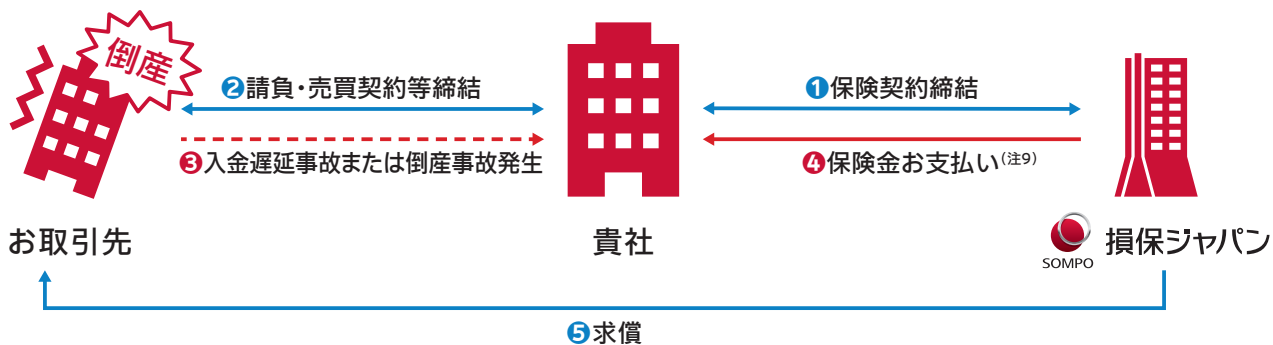 倒産
❷請負・売買契約等締結
❶保険契約締結
❸入金遅延事故または倒産事故発生
❹保険金お支払い(注9)
お取引先
貴社
SOMPO
損保ジャパン
❺求償